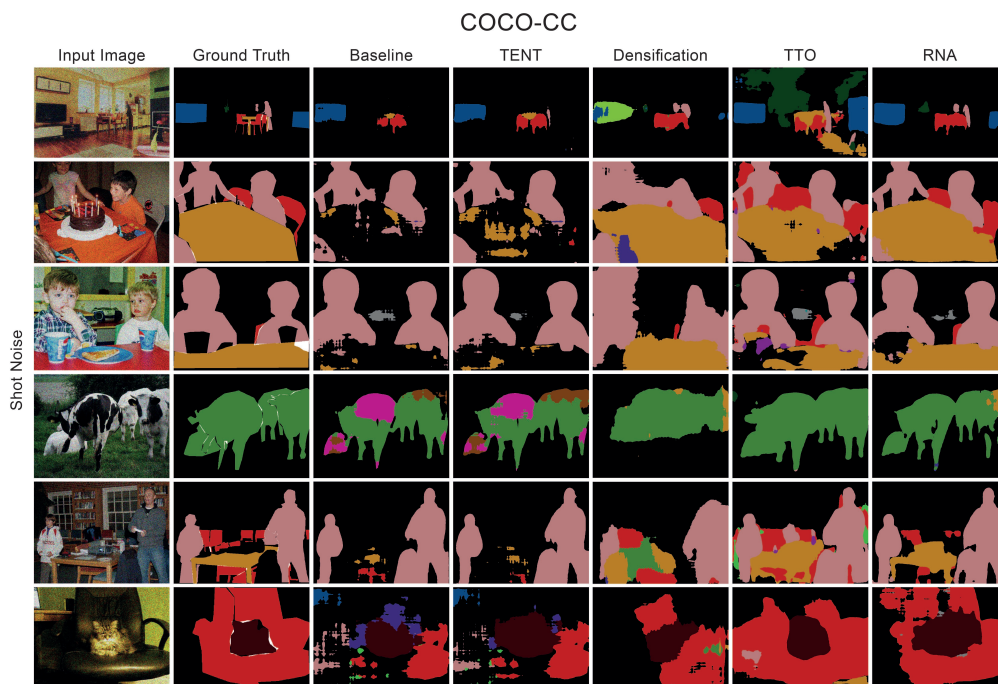 COCO-CC
Input Image Ground Truth Baseline TENT Densification TTO RNA
Shot Noise